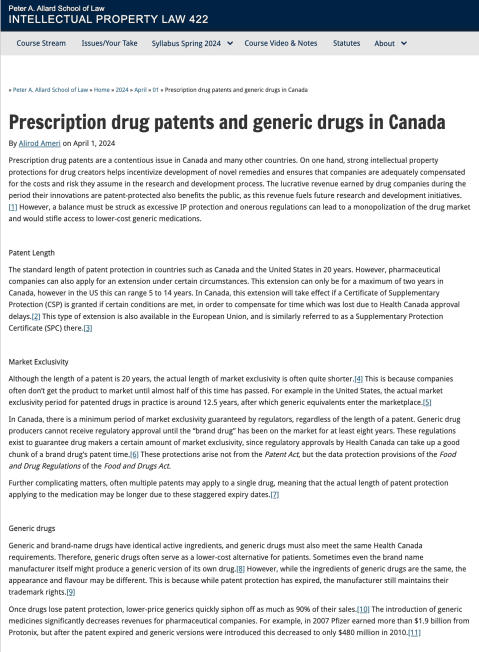 Peter A. Allard School of Law
INTELLECTUAL PROPERTY LAW 422
Course Stream Issues/Your Take Syllabus Spring 2024 Course Video & Notes Statutes About
» Peter A. Allard School of Law » Home » 2024 » April » 01 » Prescription drug patents and generic drugs in Canada
Prescription drug patents and generic drugs in Canada
By Alirod Ameri on April 1, 2024
Prescription drug patents are a contentious issue in Canada and many other countries. On one hand, strong intellectual property
protections for drug creators helps incentivize development of novel remedies and ensures that companies are adequately compensated
for the costs and risk they assume in the research and development process. The lucrative revenue earned by drug companies during the
period their innovations are patent-protected also benefits the public, as this revenue fuels future research and development initiatives.
[1] However, a balance must be struck as excessive IP protection and onerous regulations can lead to a monopolization of the drug market
and would stifle access to lower-cost generic medications.
Patent Length
The standard length of patent protection in countries such as Canada and the United States in 20 years. However, pharmaceutical
companies can also apply for an extension under certain circumstances. This extension can only be for a maximum of two years in
Canada, however in the US this can range 5 to 14 years. In Canada, this extension will take effect if a Certificate of Supplementary
Protection (CSP) is granted if certain conditions are met, in order to compensate for time which was lost due to Health Canada approval
delays.[2] This type of extension is also available in the European Union, and is similarly referred to as a Supplementary Protection
Certificate (SPC) there.[3]
Market Exclusivity
Although the length of a patent is 20 years, the actual length of market exclusivity is often quite shorter.[4] This is because companies
often don't get the product to market until almost half of this time has passed. For example in the United States, the actual market
exclusivity period for patented drugs in practice is around 12.5 years, after which generic equivalents enter the marketplace.[5]
In Canada, there is a minimum period of market exclusivity guaranteed by regulators, regardless of the length of a patent. Generic drug
producers cannot receive regulatory approval until the "brand drug" has been on the market for at least eight years. These regulations
exist to guarantee drug makers a certain amount of market exclusivity, since regulatory approvals by Health Canada can take up a good
chunk of a brand drug's patent time.[6] These protections arise not from the Patent Act, but the data protection provisions of the Food
and Drug Regulations of the Food and Drugs Act.
Further complicating matters, often multiple patents may apply to a single drug, meaning that the actual length of patent protection
applying to the medication may be longer due to these staggered expiry dates.[7]
Generic drugs
Generic and brand-name drugs have identical active ingredients, and generic drugs must also meet the same Health Canada
requirements. Therefore, generic drugs often serve as a lower-cost alternative for patients. Sometimes even the brand name
manufacturer itself might produce a generic version of its own drug.[8] However, while the ingredients of generic drugs are the same, the
appearance and flavour may be different. This is because while patent protection has expired, the manufacturer still maintains their
trademark rights.[9]
Once drugs lose patent protection, lower-price generics quickly siphon off as much as 90% of their sales.[10] The introduction of generic
medicines significantly decreases revenues for pharmaceutical companies. For example, in 2007 Pfizer earned more than $1.9 billion from
Protonix, but after the patent expired and generic versions were introduced this decreased to only $480 million in 2010.[11]